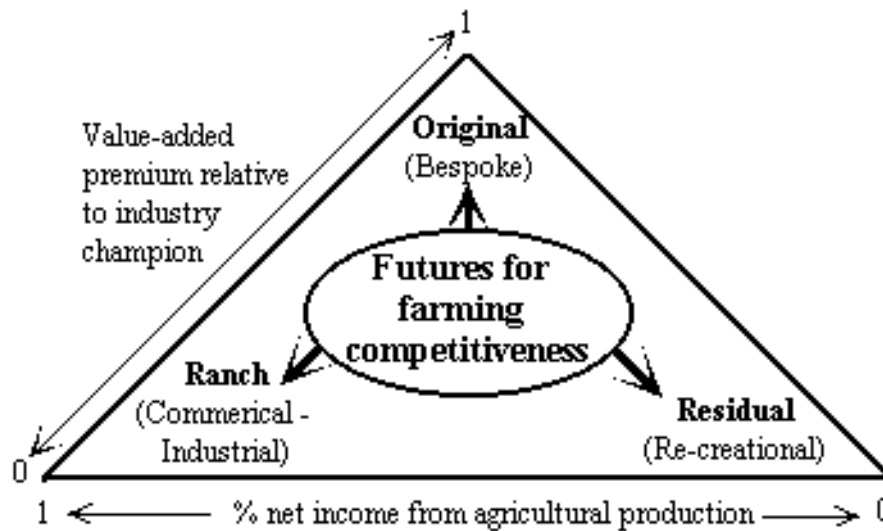 1
Value-added
premium relative
to industry
champion
Original
(Bespoke)
Futures for
farming
competitiveness
Ranch
(Commerical -
Industrial)
Residual
(Re-creational)
0
1 % net income from agricultural production 0